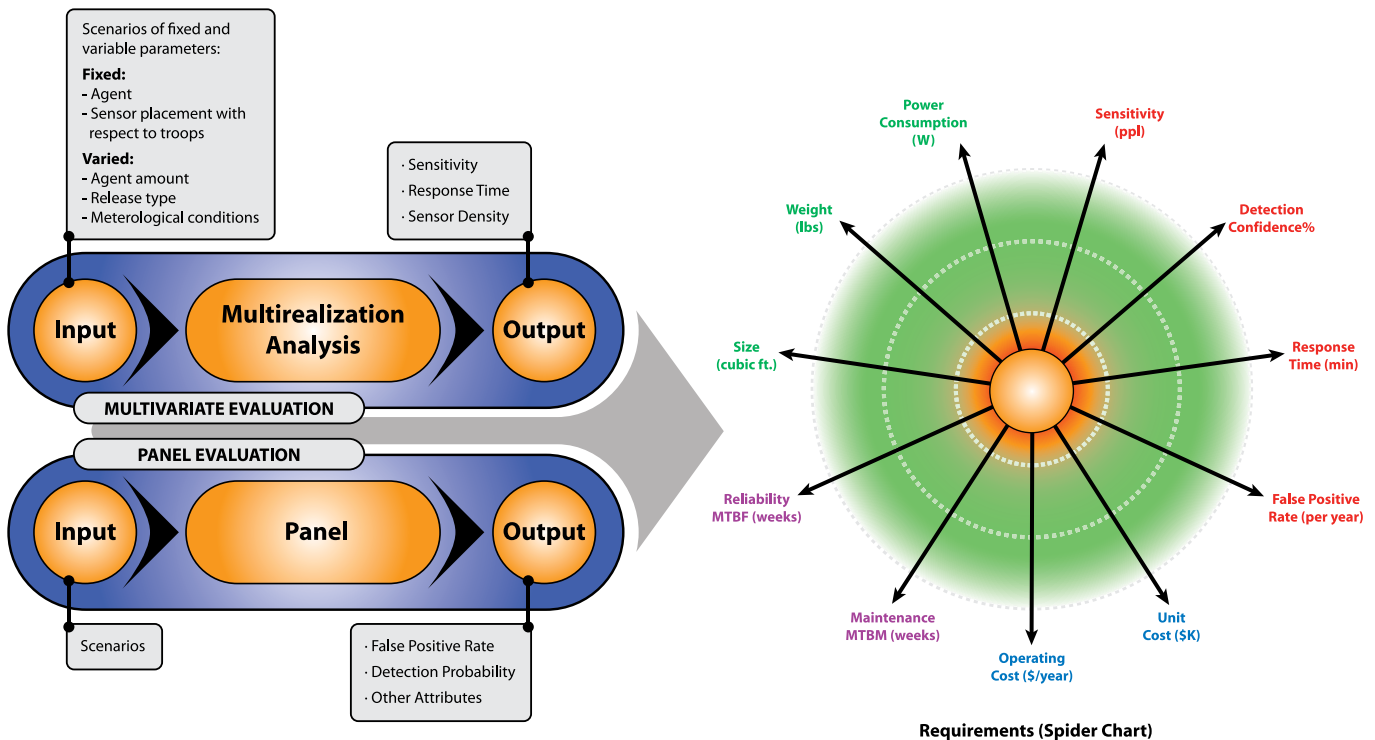 Scenarios of fixed and
variable parameters:
Fixed:
- Agent
- Sensor placement with
respect to troops
Varied:
- Agent amount
- Release type
- Meterological conditions
· Sensitivity
· Response Time
· Sensor Density
Input
Multirealization
Analysis
Output
MULTIVARIATE EVALUATION
PANEL EVALUATION
Input
Panel
Output
Scenarios
· False Positive Rate
· Detection Probability
· Other Attributes
Power
Consumption
(W)
Sensitivity
(ppl)
Weight
(lbs)
Detection
Confidence%
Size
(cubic ft.)
Response
Time (min)
Reliability
MTBF (weeks)
False Positive
Rate (per year)
Maintenance
MTBM (weeks)
Unit
Cost ($K)
Operating
Cost ($/year)
Requirements (Spider Chart)